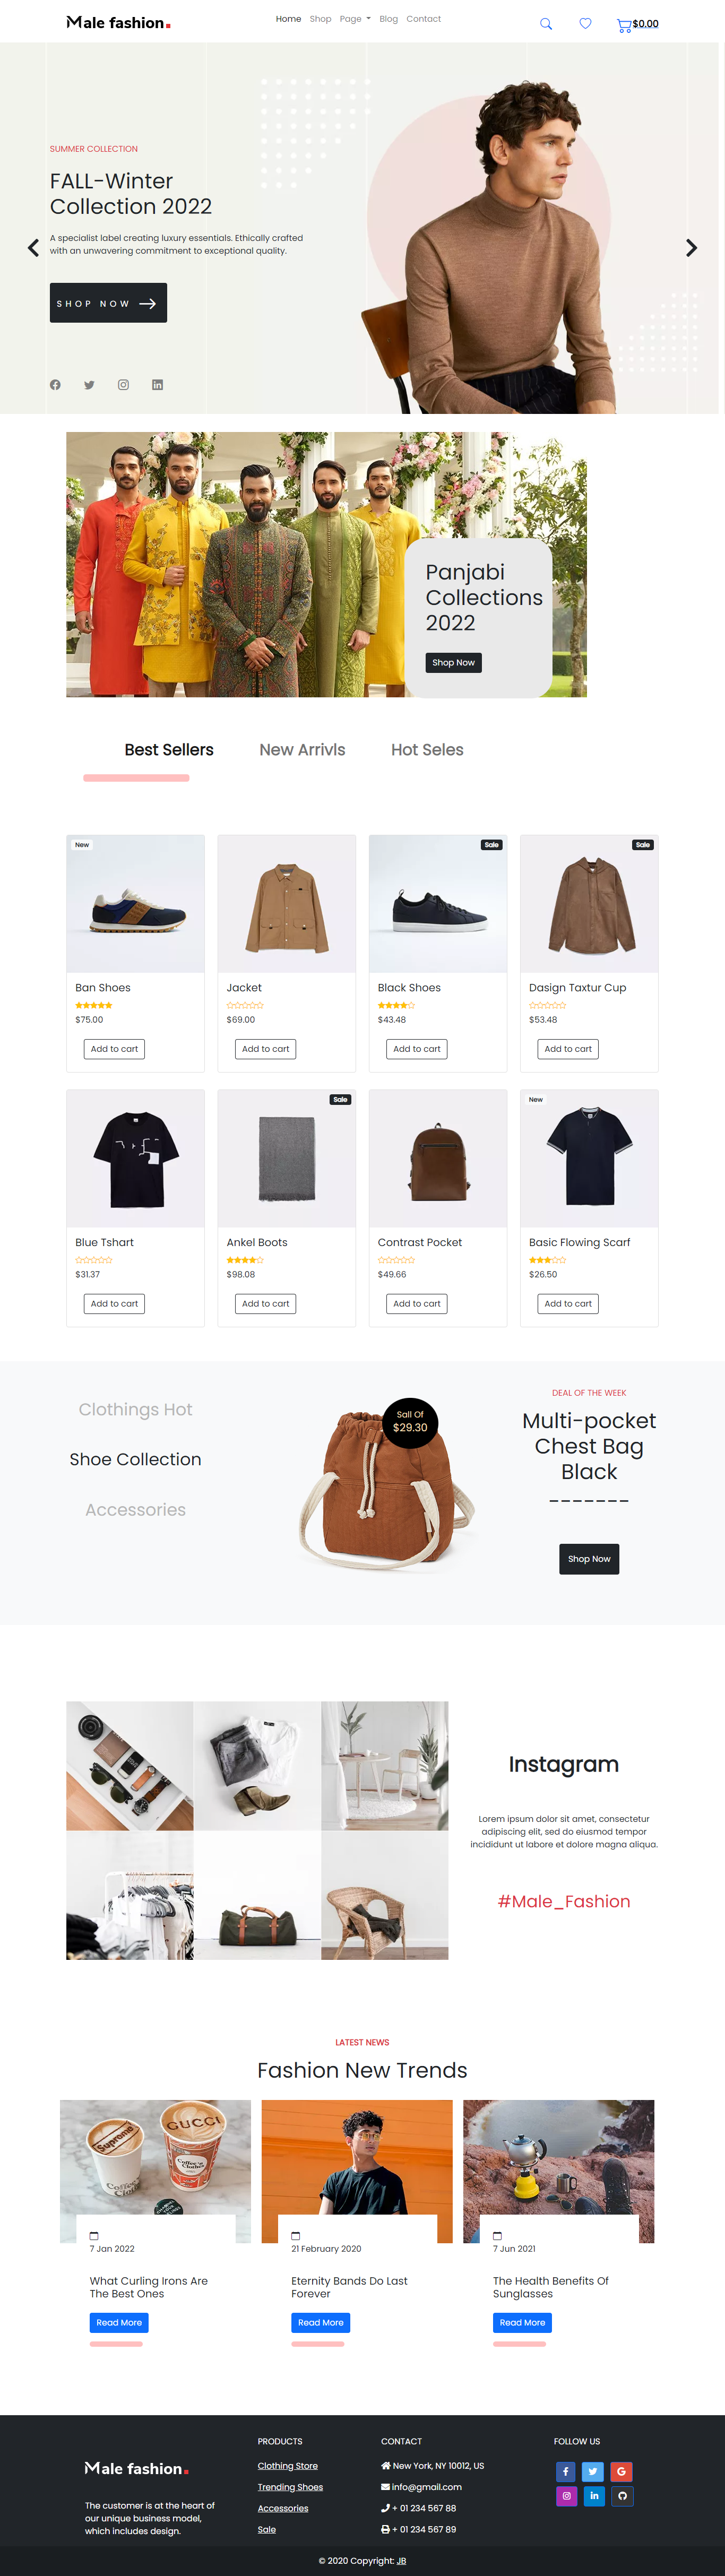 Male fashion.
Home Shop Page Blog Contact
$0.00
SUMMER COLLECTION
FALL-Winter
Collection 2022
A specialist label creating luxury essentials. Ethically crafted
with an unwavering commitment to exceptional quality.
SHOP NOW
Panjabi
Collections
2022
Shop Now
Best Sellers New Arrivls Hot Seles
New
Sale
Sale
Ban Shoes
Jacket
Black Shoes
Dasign Taxtur Cup
$75.00
$69.00
$43.48
$53.48
Add to cart
Add to cart
Add to cart
Add to cart
Sale
New
Blue Tshart
Ankel Boots
Contrast Pocket
Basic Flowing Scarf
$31.37
$98.08
$49.66
$26.50
Add to cart
Add to cart
Add to cart
Add to cart
Clothings Hot
Shoe Collection
Accessories
Sall Of
$29.30
DEAL OF THE WEEK
Multi-pocket
Chest Bag
Black
Shop Now
Instagram
Lorem ipsum dolor sit amet, consectetur
adipiscing elit, sed do eiusmod tempor
incididunt ut labore et dolore magna aliqua.
#Male_Fashion
LATEST NEWS
Fashion New Trends
Supreme
GUCCI
7 Jan 2022
What Curling Irons Are
The Best Ones
Read More
21 February 2020
Eternity Bands Do Last
Forever
Read More
7 Jun 2021
The Health Benefits Of
Sunglasses
Read More
Male fashion.
The customer is at the heart of
our unique business model,
which includes design.
PRODUCTS
Clothing Store
Trending Shoes
Accessories
Sale
CONTACT
New York, NY 10012, US
info@gmail.com
+ 01 234 567 88
+ 01 234 567 89
FOLLOW US
© 2020 Copyright: JB